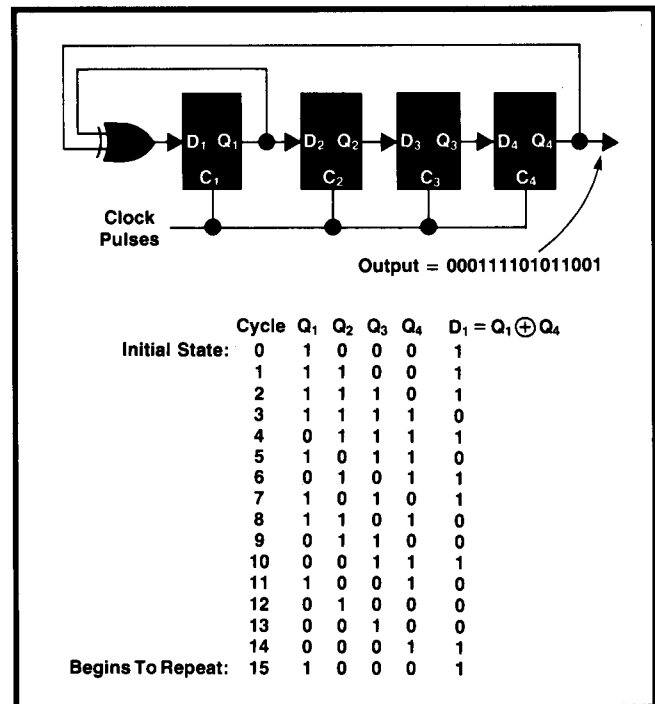 D₁ Q₁ D₂ Q₂ D₃ Q₃ D₄ Q₄
C₁ C₂ C₃ C₄
Clock
Pulses
Output = 000111101011001
Cycle Q₁ Q₂ Q₃ Q₄ D₁ = Q₁ ⊕ Q₄
Initial State: 0 1 0 0 0 1
1 1 1 0 0 1
2 1 1 1 0 1
3 1 1 1 1 0
4 0 1 1 1 1
5 1 0 1 1 0
6 0 1 0 1 1
7 1 0 1 0 1
8 1 1 0 1 0
9 0 1 1 0 0
10 0 0 1 1 1
11 1 0 0 1 0
12 0 1 0 0 0
13 0 0 1 0 0
14 0 0 0 1 1
Begins To Repeat: 15 1 0 0 0 1